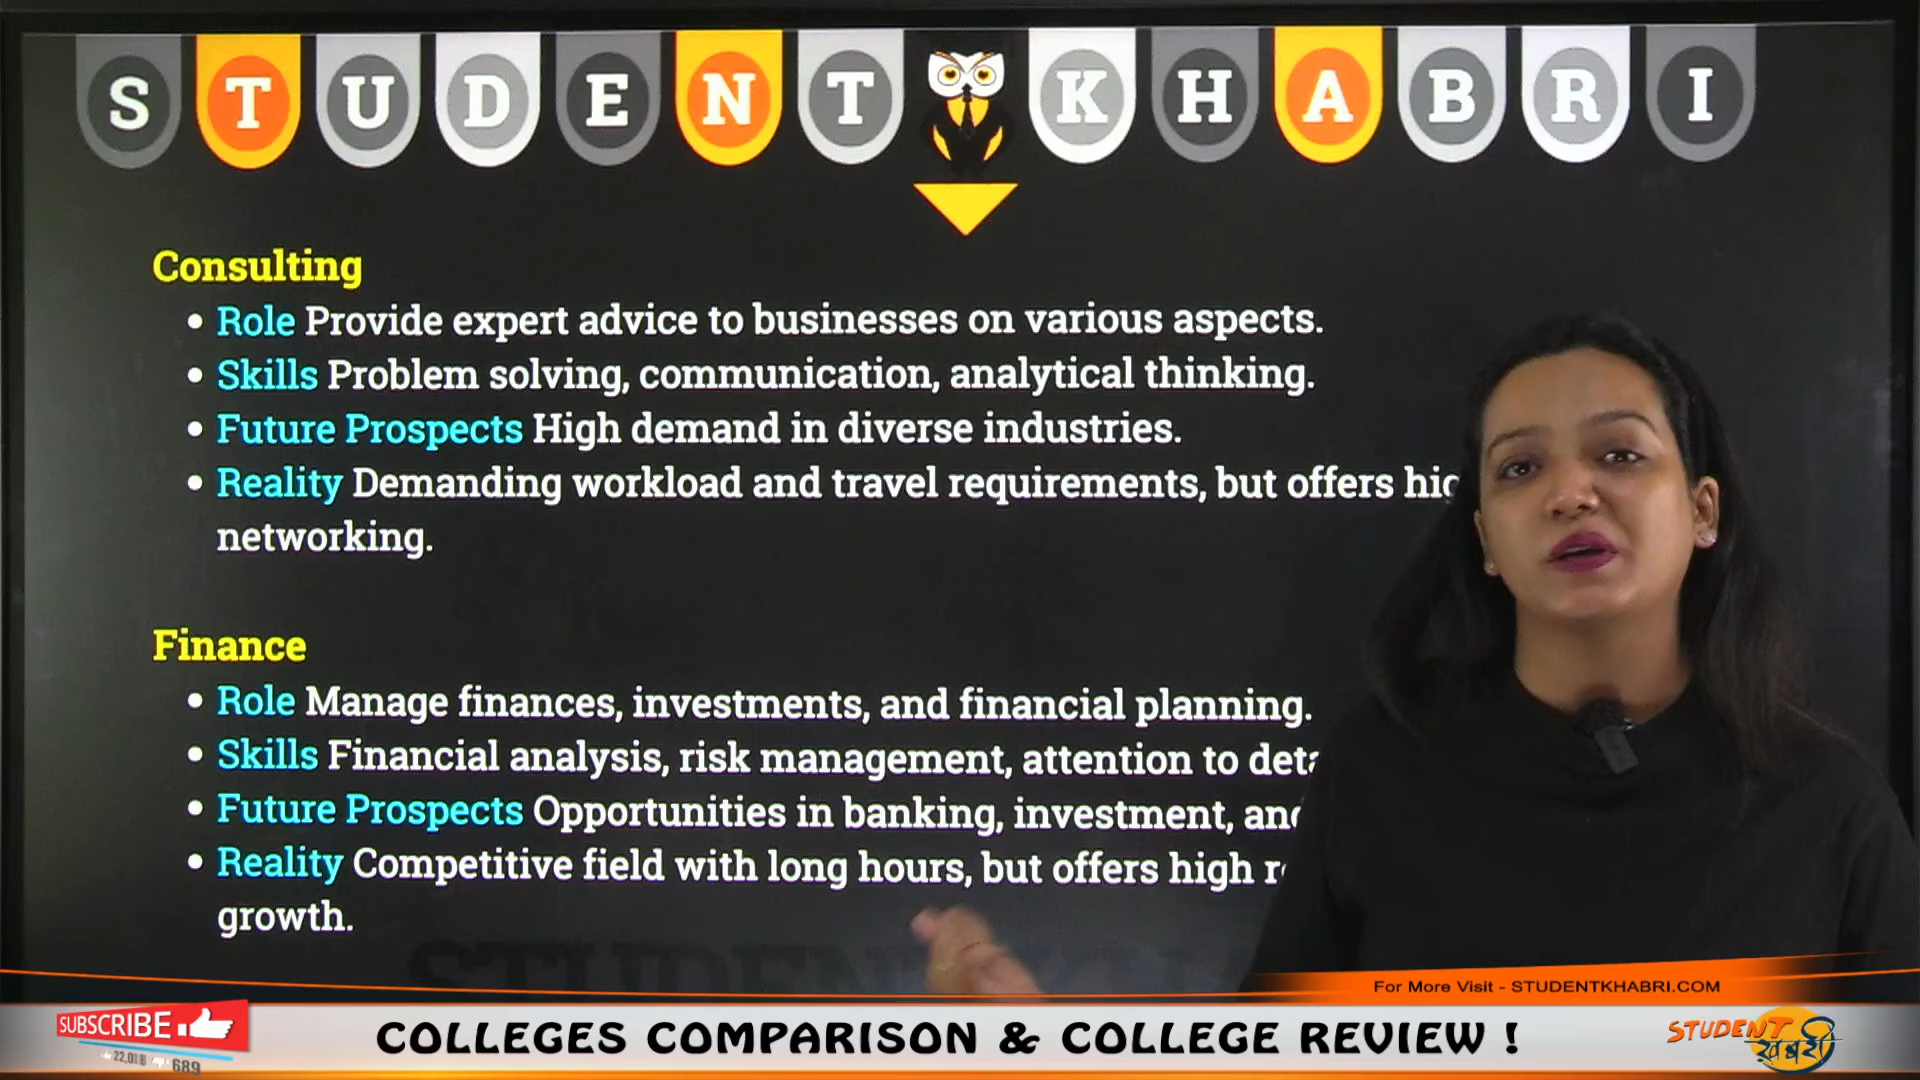 STUDENT KHABRI
Consulting
• Role Provide expert advice to businesses on various aspects.
• Skills Problem solving, communication, analytical thinking.
• Future Prospects High demand in diverse industries.
• Reality Demanding workload and travel requirements, but offers
networking.
Finance
• Role Manage finances, investments, and financial planning.
• Skills Financial analysis, risk management, attention to
• Future Prospects Opportunities in banking, investment,
• Reality Competitive field with long hours, but offers high
growth.
STUDENT
For More Visit - STUDENTKHABRI.COM
SUBSCRIBE
689
COLLEGES COMPARISON & COLLEGE REVIEW !
STUDENT
खबरी